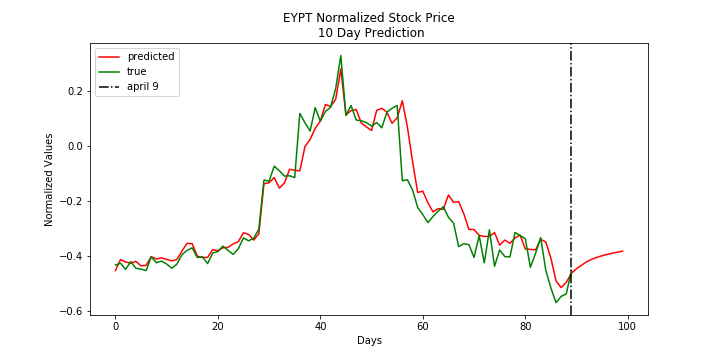 EYPT Normalized Stock Price
10 Day Prediction
predicted
true
april 9
Normalized Values
0.2
0.0
−0.2
−0.4
−0.6
0 20 40 60 80 100
Days